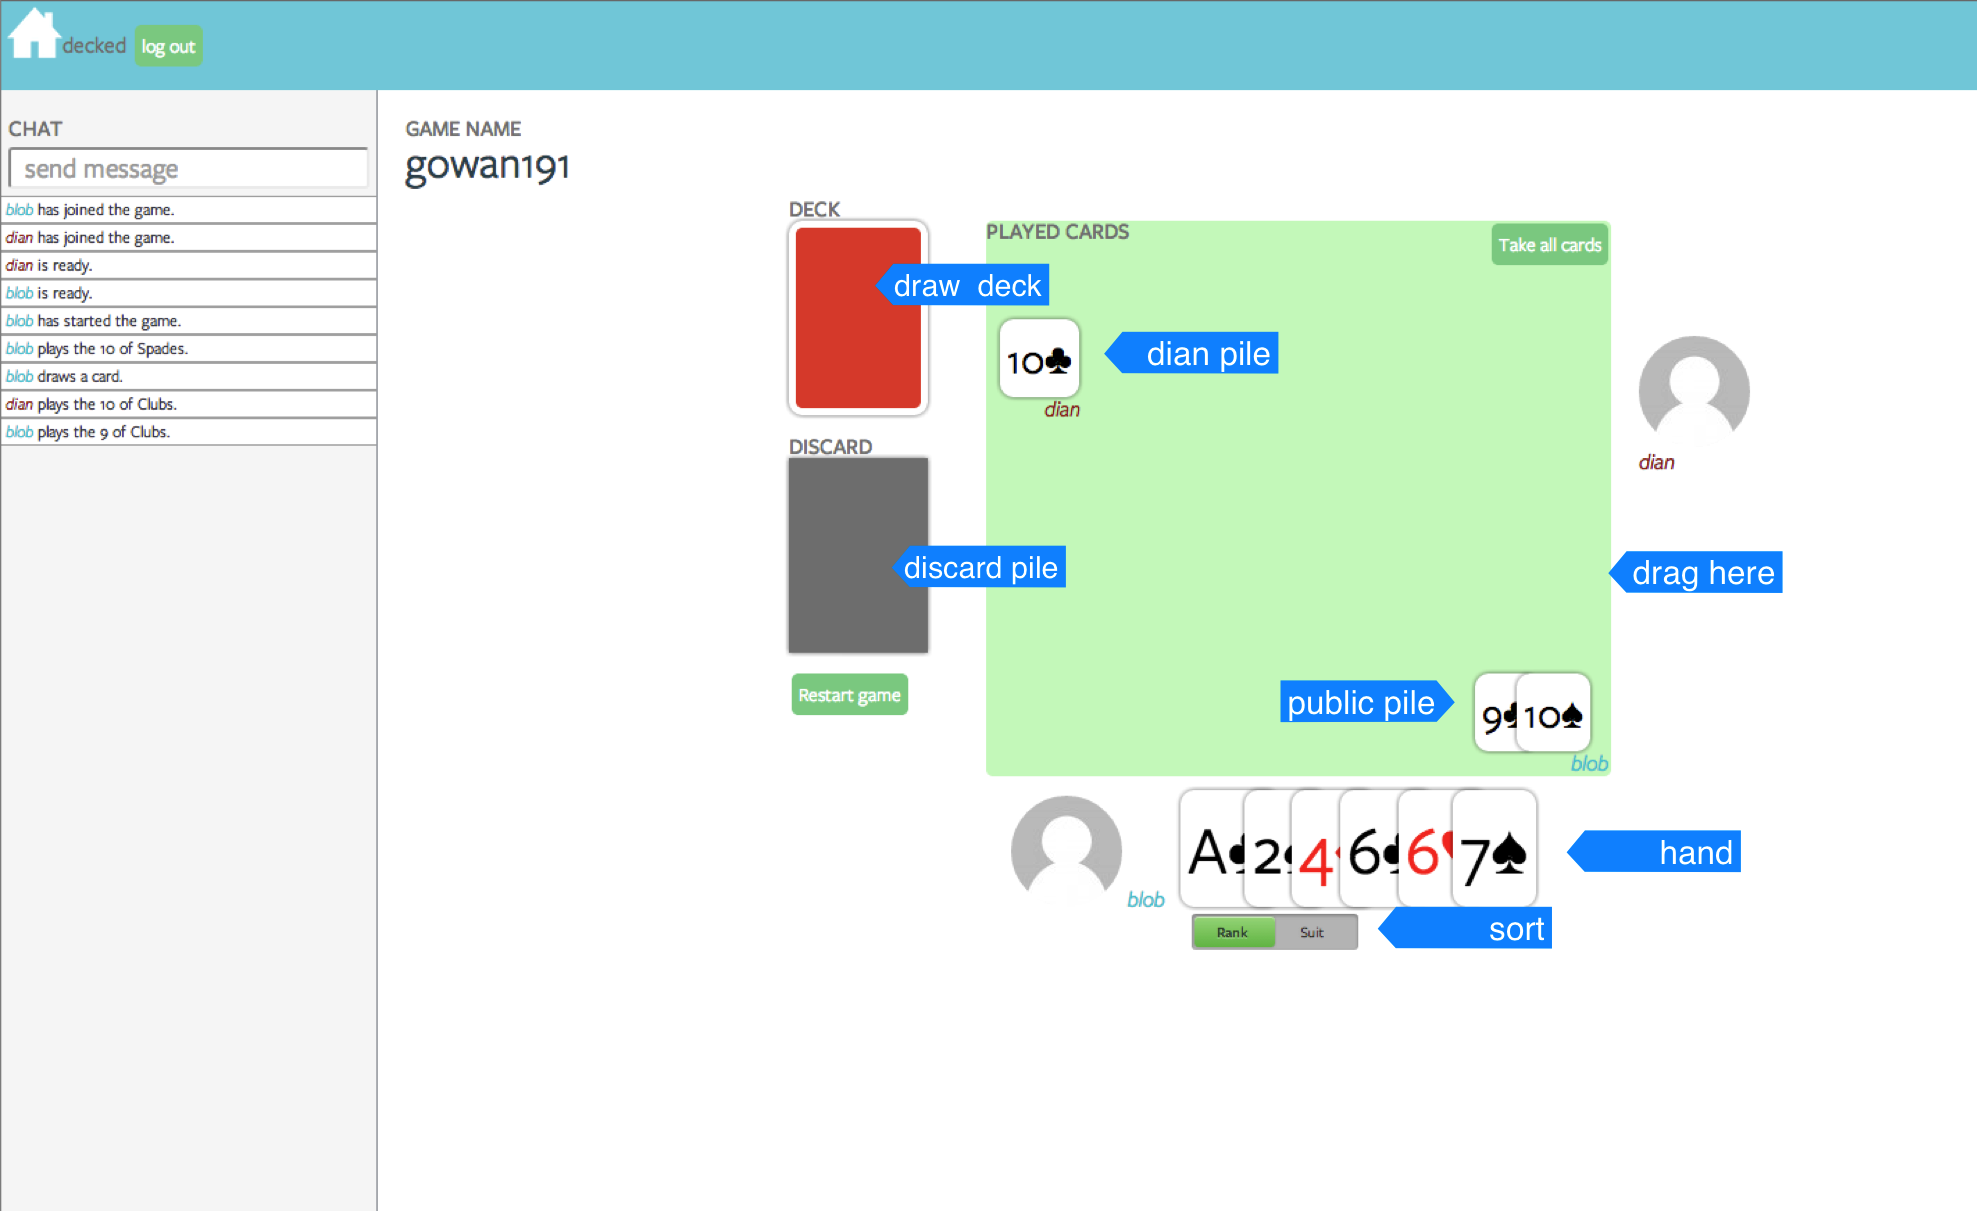 decked
log out
CHAT
send message
blob has joined the game.
dian has joined the game.
dian is ready.
blob is ready.
blob has started the game.
blob plays the 10 of Spades.
blob draws a card.
dian plays the 10 of Clubs.
blob plays the 9 of Clubs.
GAME NAME
gowan191
DECK
draw deck
DISCARD
discard pile
Restart game
PLAYED CARDS
Take all cards
10♣
dian
dian pile
dian
drag here
public pile
9♣ 10♠
blob
blob
A 2 4 6 6 7♠
hand
Rank
Suit
sort